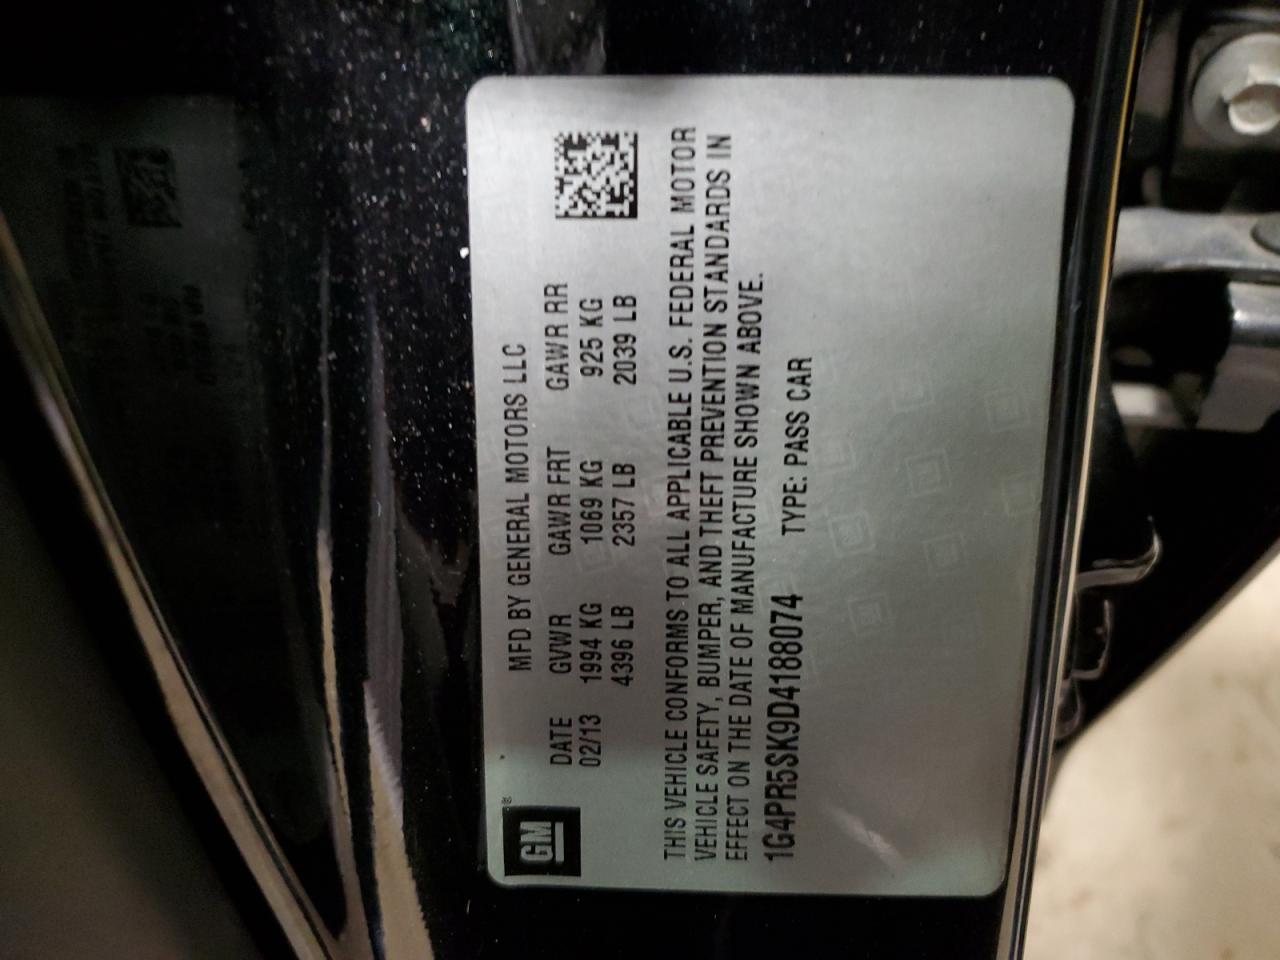 GM ®
MFD BY GENERAL MOTORS LLC
DATE GVWR GAWR FRT GAWR RR
02/13 1994 KG 1069 KG 925 KG
4396 LB 2357 LB 2039 LB
THIS VEHICLE CONFORMS TO ALL APPLICABLE U.S. FEDERAL MOTOR
VEHICLE SAFETY, BUMPER, AND THEFT PREVENTION STANDARDS IN
EFFECT ON THE DATE OF MANUFACTURE SHOWN ABOVE.
1G4PR5SK9D4188074 TYPE: PASS CAR